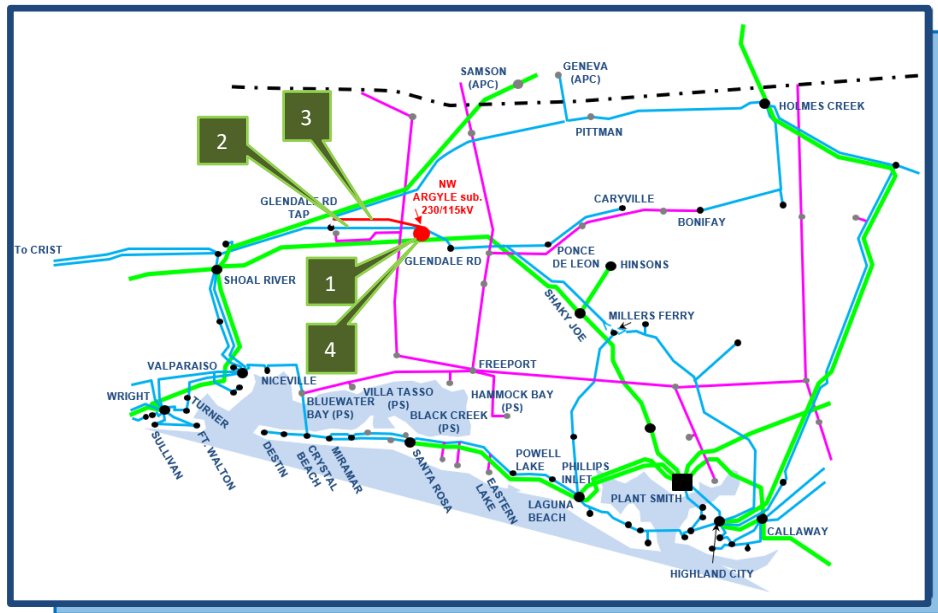 SAMSON
(APC)
GENEVA
(APC)
HOLMES CREEK
PITTMAN
3
2
NW
ARGYLE sub.
230/115kV
GLENDALE RD
TAP
CARYVILLE
BONIFAY
To CRIST
GLENDALE RD
PONCE
DE LEON
HINSONS
SHOAL RIVER
1
SHAKY JOE
MILLERS FERRY
4
VALPARAISO
NICEVILLE
FREEPORT
WRIGHT
TURNER
BLUEWATER
BAY (PS)
VILLA TASSO
(PS)
HAMMOCK BAY
(PS)
BLACK CREEK
(PS)
SULLIVAN
FT. WALTON
DESTIN
CRYSTAL
BEACH
MIRAMAR
SANTA ROSA
EASTERN
LAKE
POWELL
LAKE
PHILLIPS
INLET
LAGUNA
BEACH
PLANT SMITH
CALLAWAY
HIGHLAND CITY